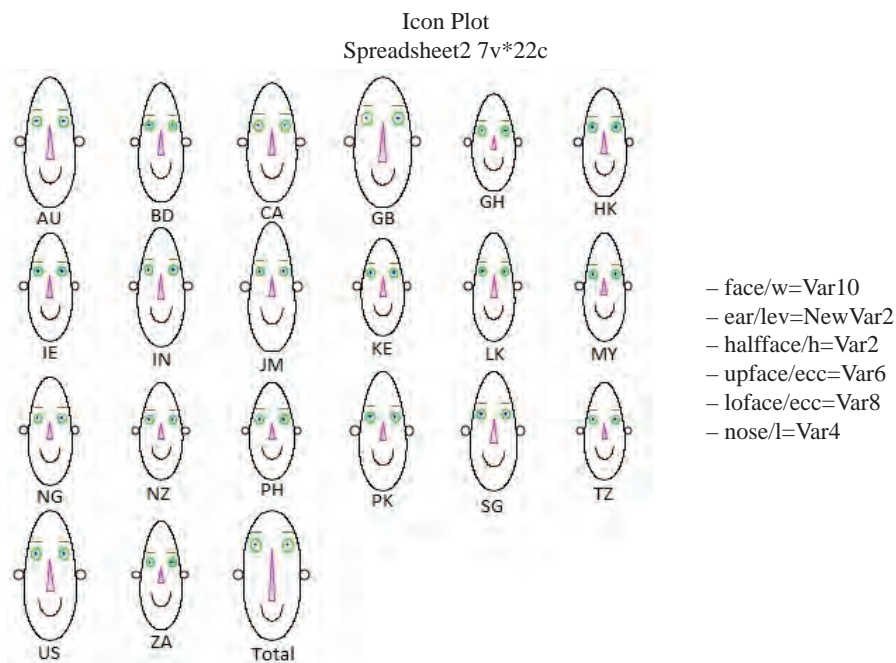 Icon Plot
Spreadsheet2 7v*22c
AU BD CA GB GH HK
IE IN JM KE LK MY
NG NZ PH PK SG TZ
US ZA Total
– face/w=Var10
– ear/lev=NewVar2
– halfface/h=Var2
– upface/ecc=Var6
– loface/ecc=Var8
– nose/l=Var4